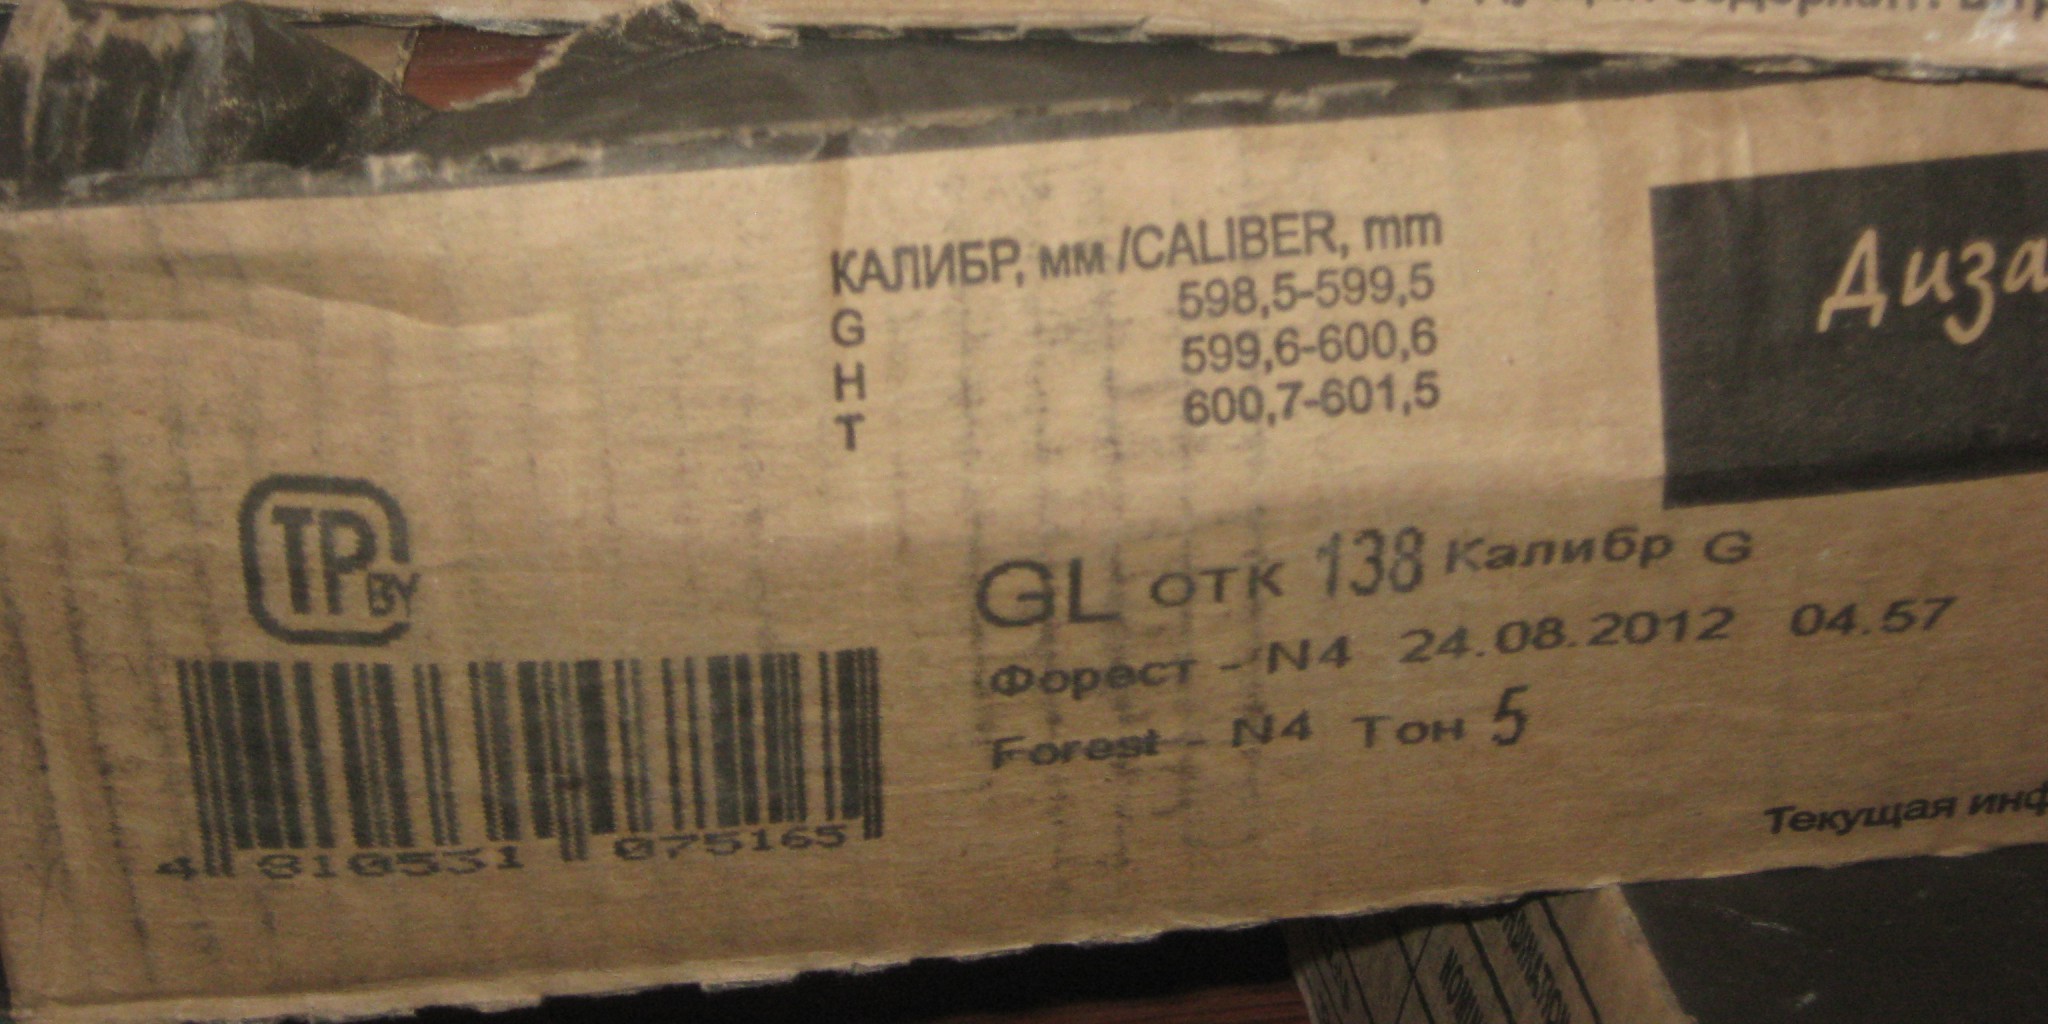 КАЛИБР, мм /CALIBER, mm
G 598,5-599,5
H 599,6-600,6
T 600,7-601,5
Диза
TP BY
GL ОТК 138 Калибр G
Форест - N4 24.08.2012 04.57
Forest - N4 Тон 5
4 810531 075165
Текущая инф